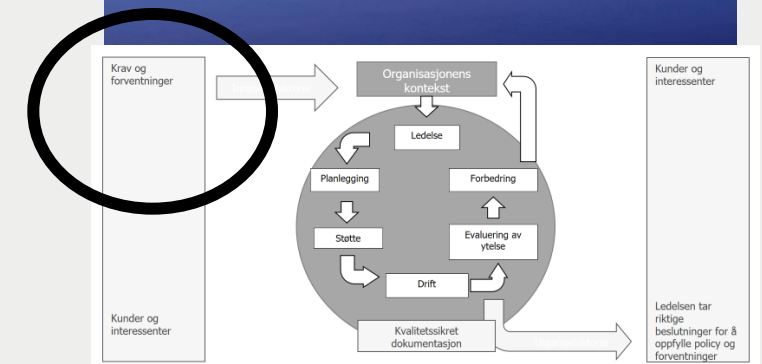 Krav og
forventninger
Organisasjonens
kontekst
Kunder og
interessenter
Ledelse
Planlegging
Forbedring
Støtte
Evaluering av
ytelse
Drift
Kunder og
interessenter
Kvalitetssikret
dokumentasjon
Ledelsen tar
riktige
beslutninger for å
oppfylle policy og
forventninger